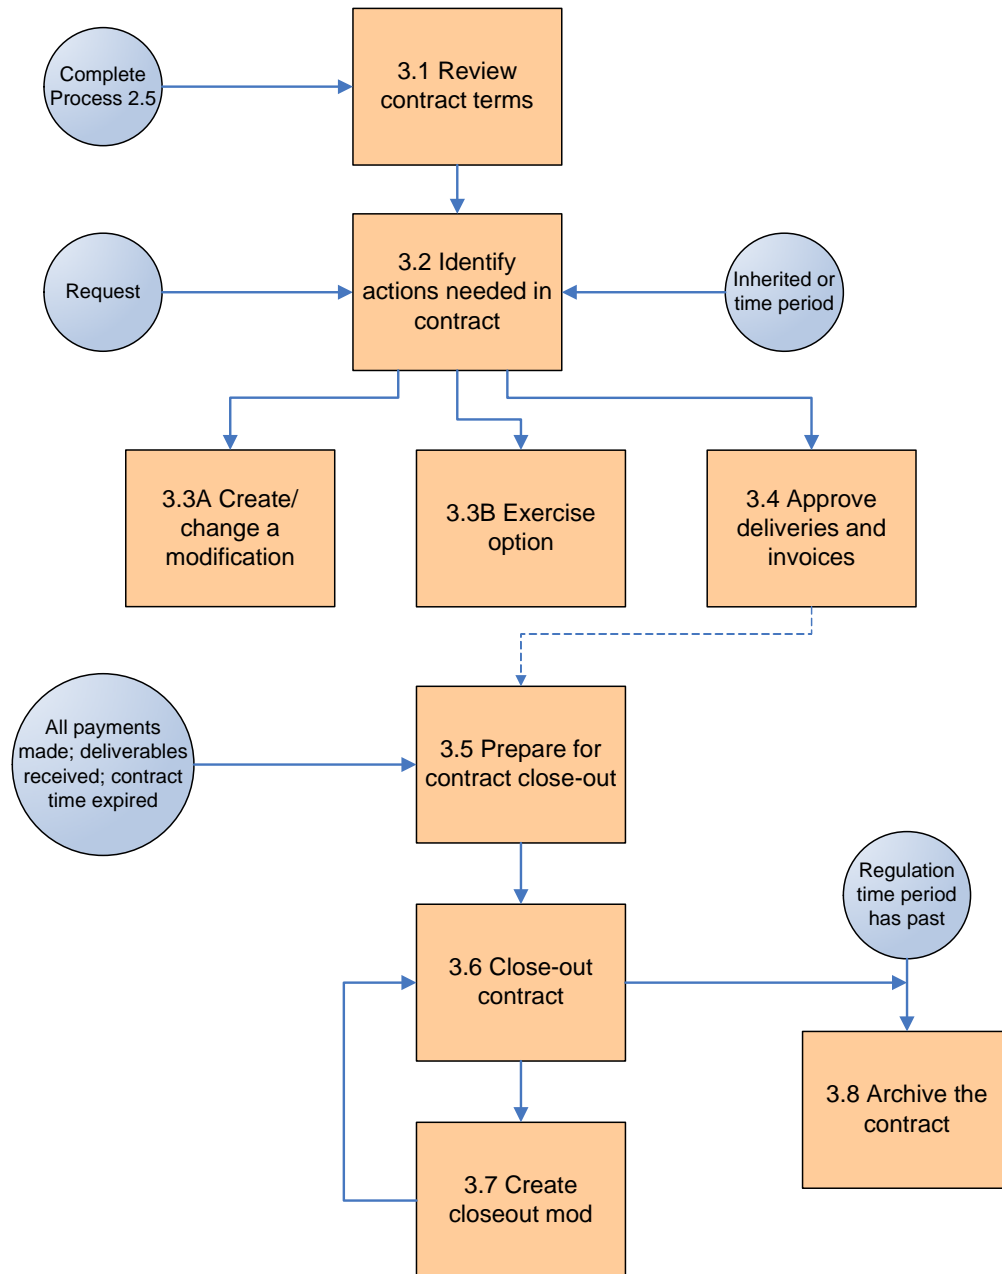 Complete
Process 2.5
3.1 Review
contract terms
Request
3.2 Identify
actions needed in
contract
Inherited or
time period
3.3A Create/
change a
modification
3.3B Exercise
option
3.4 Approve
deliveries and
invoices
All payments
made; deliverables
received; contract
time expired
3.5 Prepare for
contract close-out
Regulation
time period
has past
3.6 Close-out
contract
3.8 Archive the
contract
3.7 Create
closeout mod